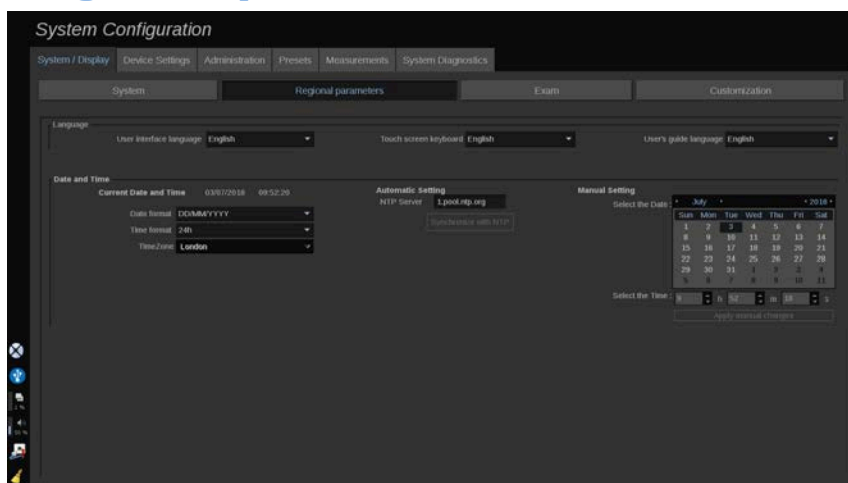 System Configuration
System / Display Device Settings Administration Presets Measurements System Diagnostics
System Regional parameters Exam Customization
Language
User interface language English Touch screen keyboard English User's guide language English
Date and Time
Current Date and Time 03/07/2018 09:52:20
Automatic Setting
Manual Setting
NTP Server 1.pool.ntp.org
Select the Date:
July 2018
Date format DD/MM/YYYY
Synchronize with NTP
Sun Mon Tue Wed Thu Fri Sat
Time format 24h
1 2 3 4 5 6 7
8 9 10 11 12 13 14
TimeZone London
15 16 17 18 19 20 21
22 23 24 25 26 27 28
29 30 31 1 2 3 4
5 6 7 8 9 10 11
Select the Time : 9 h 52 m 18 s
Apply manual changes